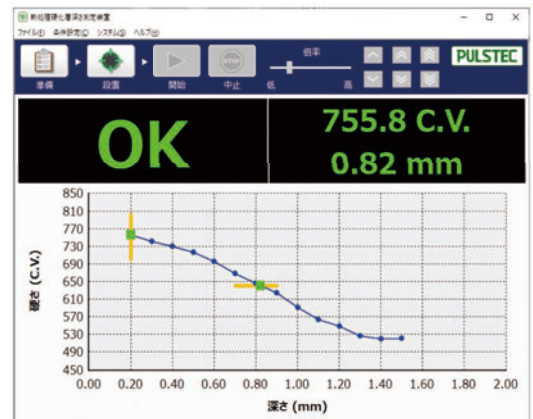 熱処理硬化層深さ測定装置
ファイル(F) 条件設定(C) システム(S) ヘルプ(H)
準備 設置 開始 STOP 中止 倍率 低 高 PULSTEC
OK
755.8 C.V.
0.82 mm
850
810
770
730
690
650
610
570
530
490
450
硬さ (C.V.)
0.00 0.20 0.40 0.60 0.80 1.00 1.20 1.40 1.60 1.80 2.00
深さ (mm)